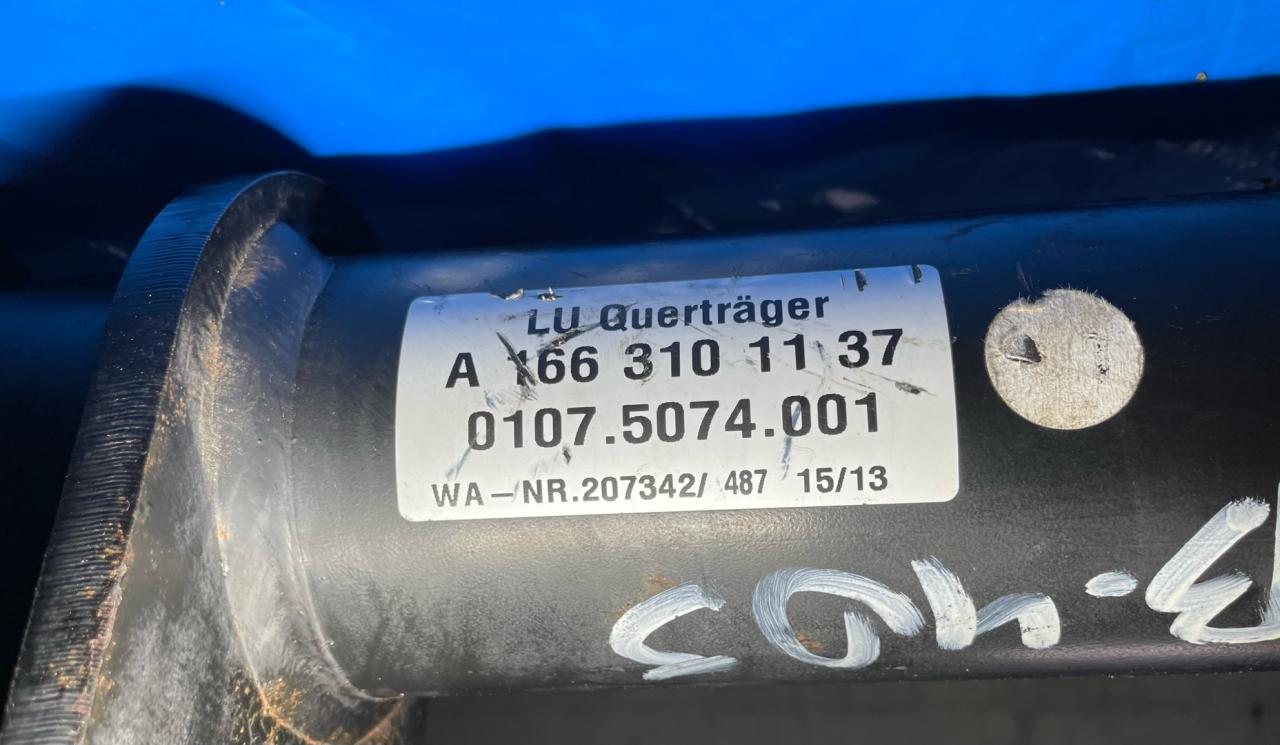 LU Querträger
A 166 310 11 37
0107.5074.001
WA-NR.207342/ 487 15/13